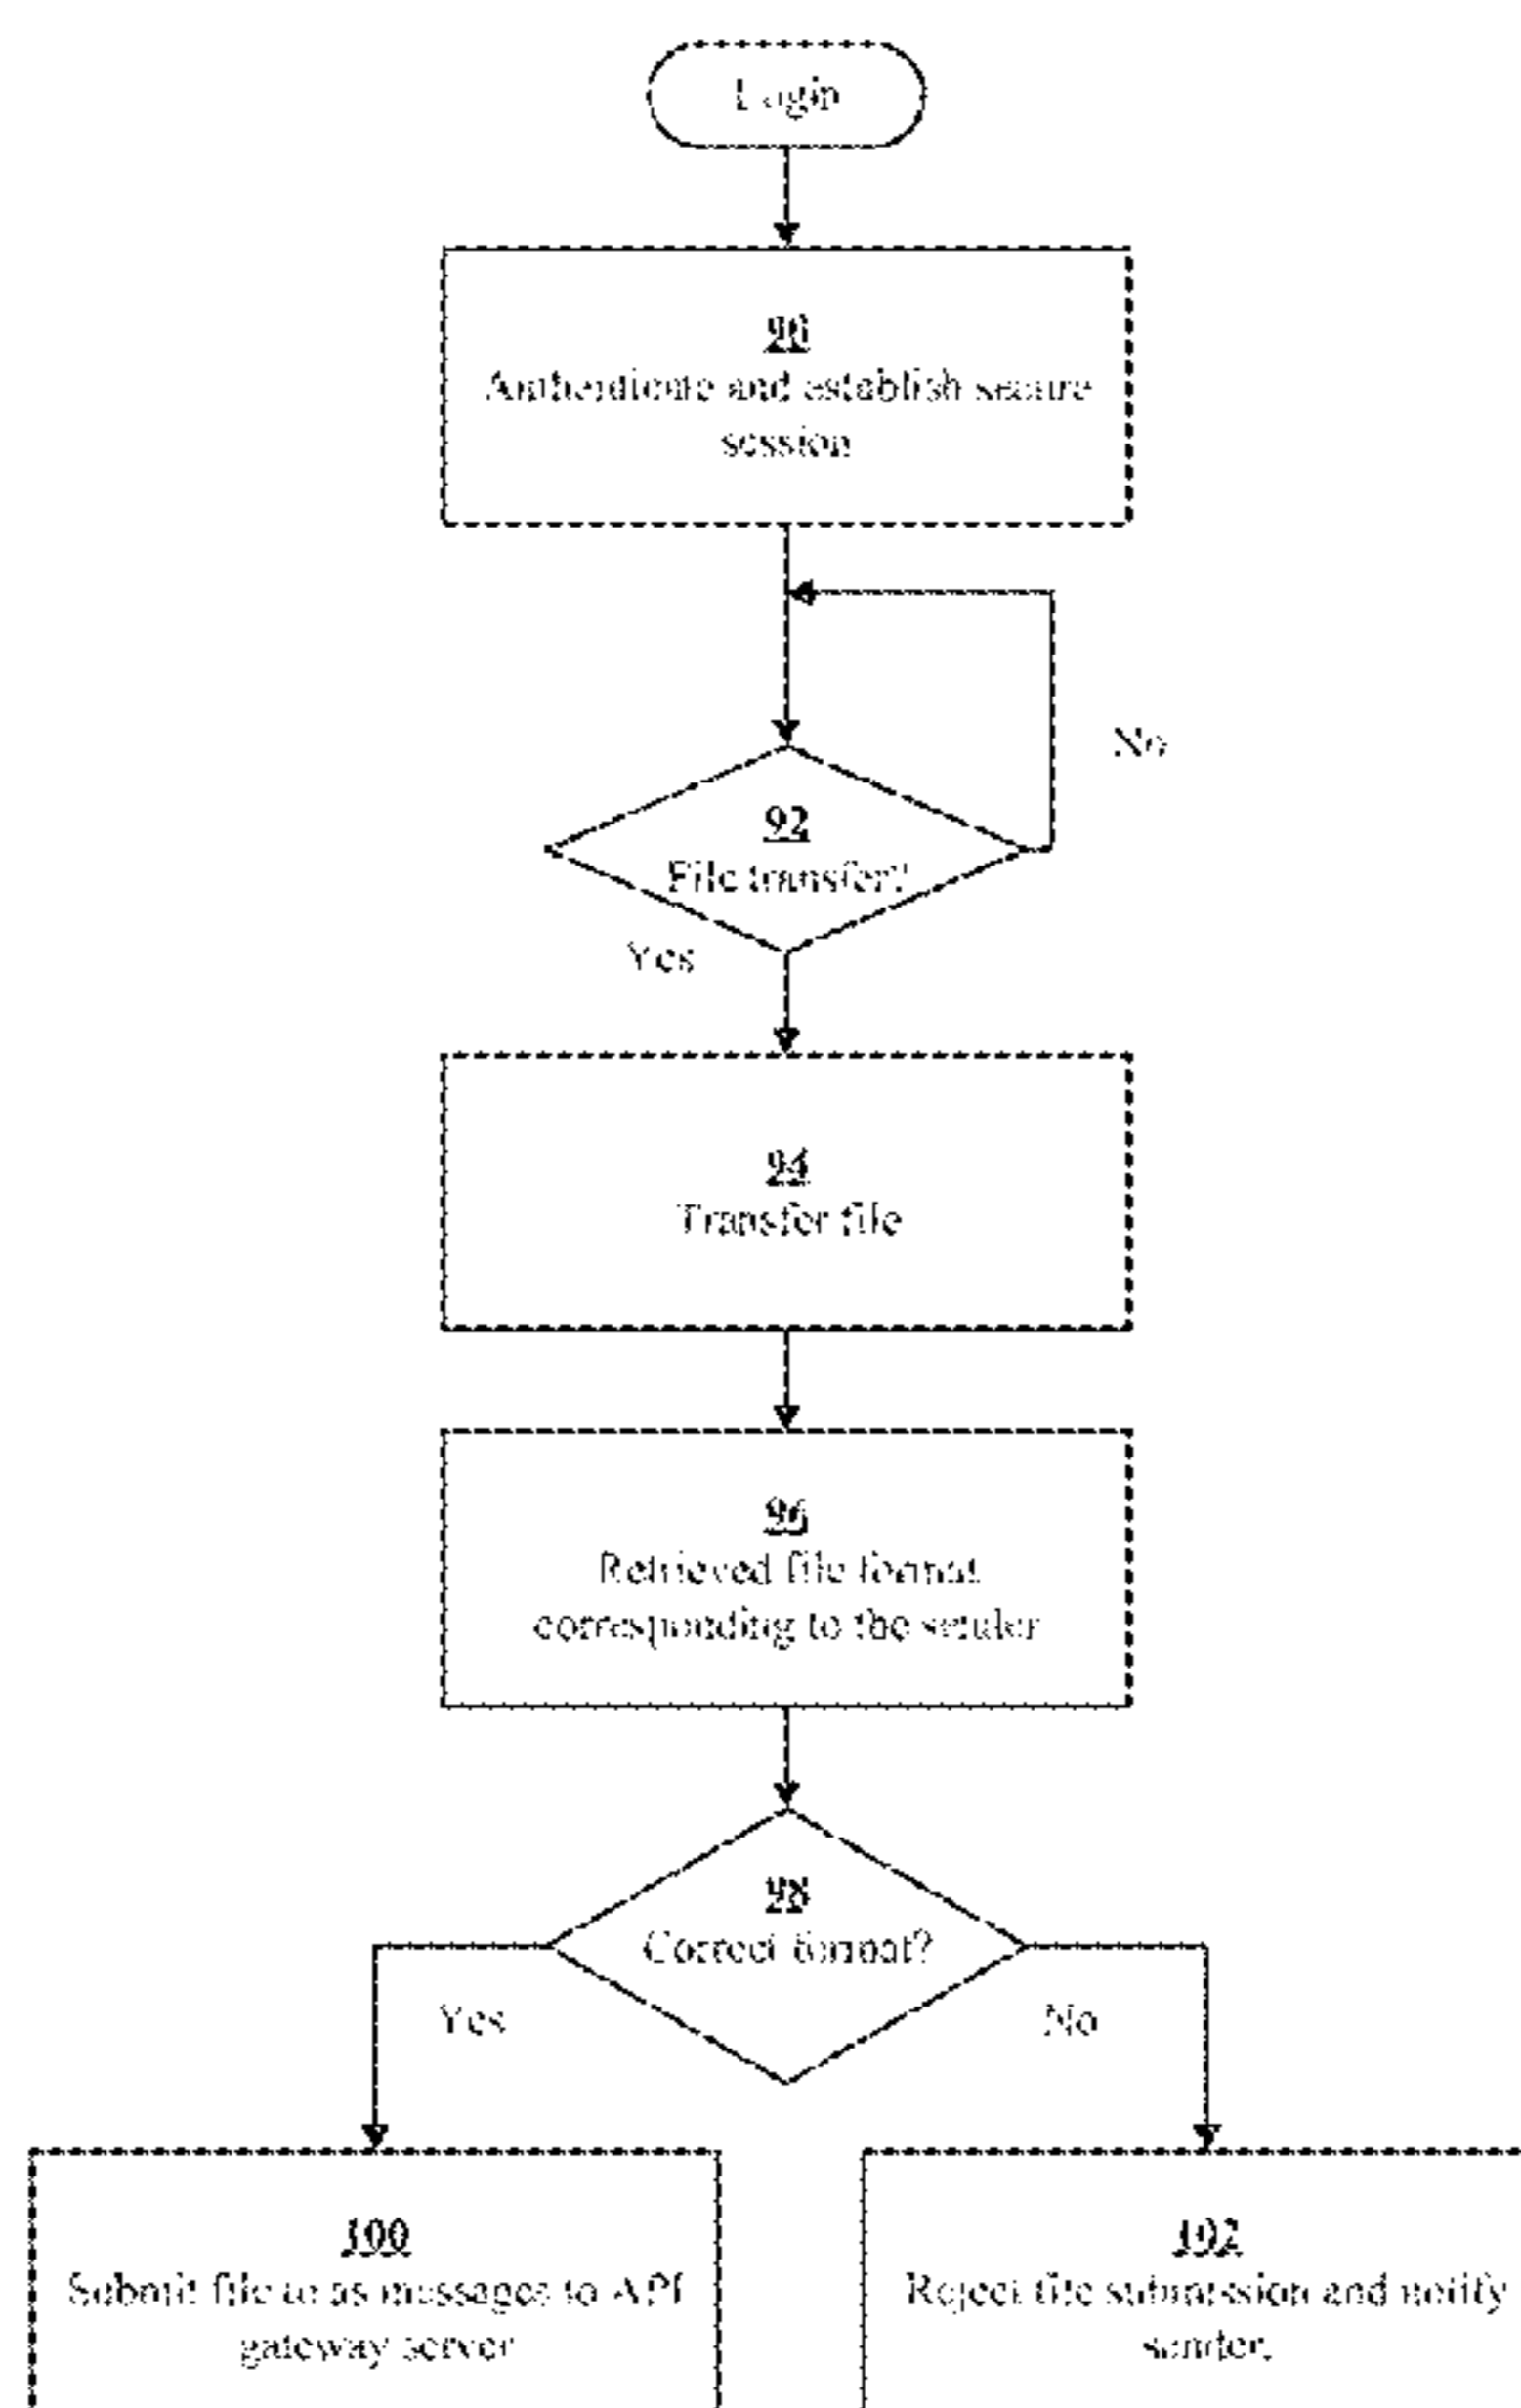 Login
90
Authenticate and establish secure
session
No
92
File transfer?
Yes
94
Transfer file
96
Retrieved file format
corresponding to the sender
98
Correct format?
Yes
No
100
Submit file to as messages to API
gateway server
102
Reject file submission and notify
sender.